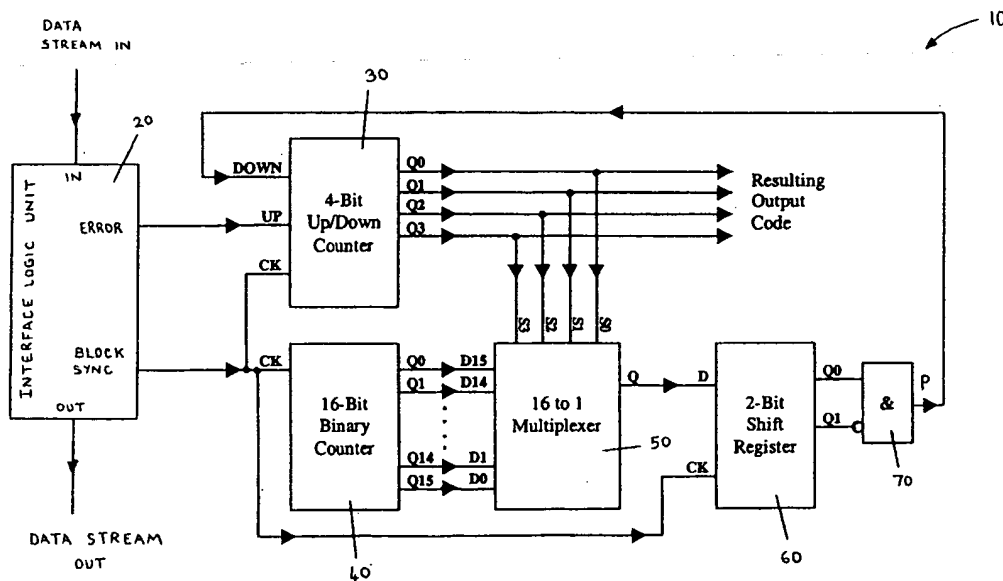 10
DATA
STREAM IN
20
IN
INTERFACE LOGIC UNIT
ERROR
BLOCK
SYNC
OUT
DATA STREAM
OUT
30
DOWN
UP
CK
4-Bit
Up/Down
Counter
Q0
Q1
Q2
Q3
Resulting
Output
Code
S3
S2
S1
S0
CK
16-Bit
Binary
Counter
Q0
Q1
Q14
Q15
40
D15
D14
D1
D0
16 to 1
Multiplexer
Q
50
D
CK
2-Bit
Shift
Register
Q0
Q1
60
&
P
70